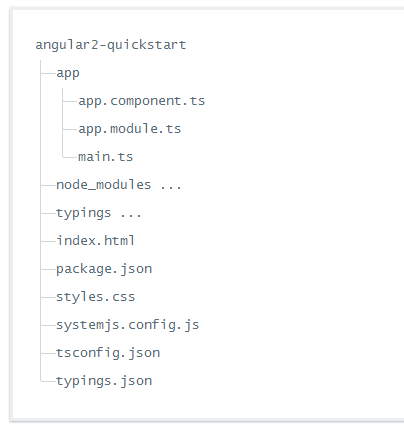 angular2-quickstart
app
app.component.ts
app.module.ts
main.ts
node_modules ...
typings ...
index.html
package.json
styles.css
systemjs.config.js
tsconfig.json
typings.json